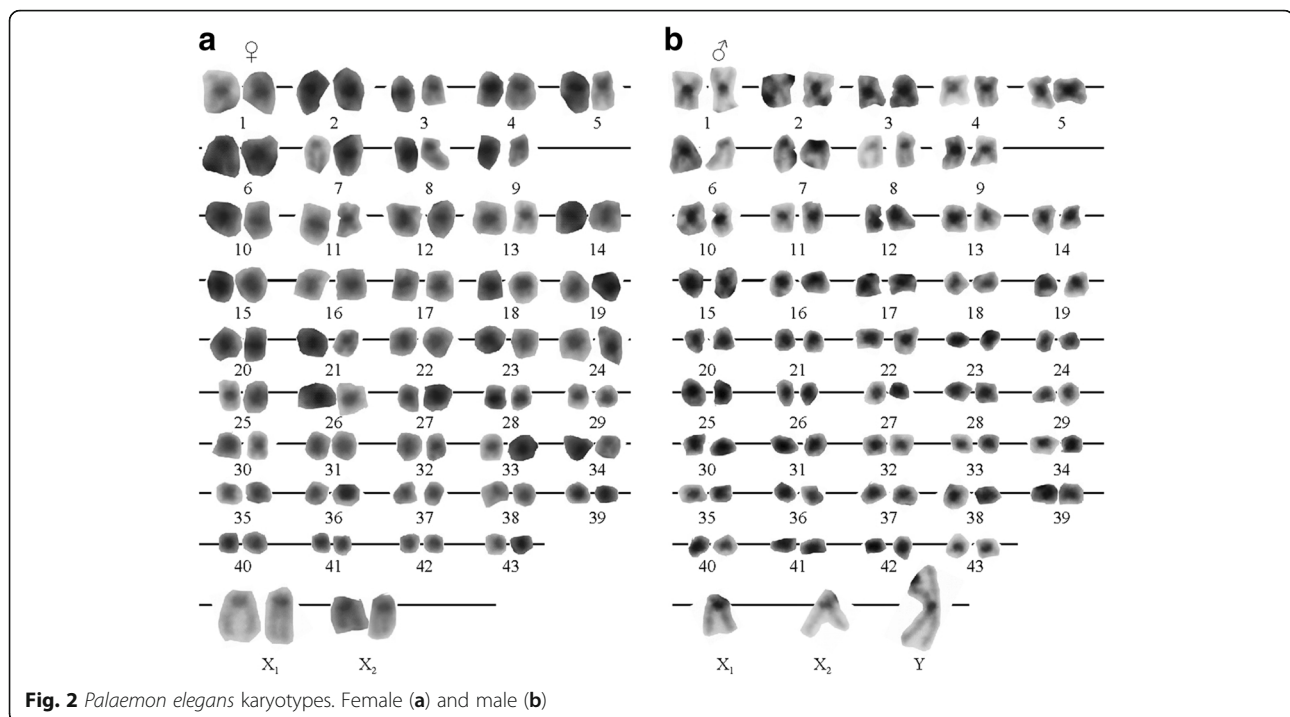 a b
♀ ♂
1 2 3 4 5 1 2 3 4 5
6 7 8 9 6 7 8 9
10 11 12 13 14 10 11 12 13 14
15 16 17 18 19 15 16 17 18 19
20 21 22 23 24 20 21 22 23 24
25 26 27 28 29 25 26 27 28 29
30 31 32 33 34 30 31 32 33 34
35 36 37 38 39 35 36 37 38 39
40 41 42 43 40 41 42 43
X₁ X₂ X₁ X₂ Y
Fig. 2 Palaemon elegans karyotypes. Female (a) and male (b)